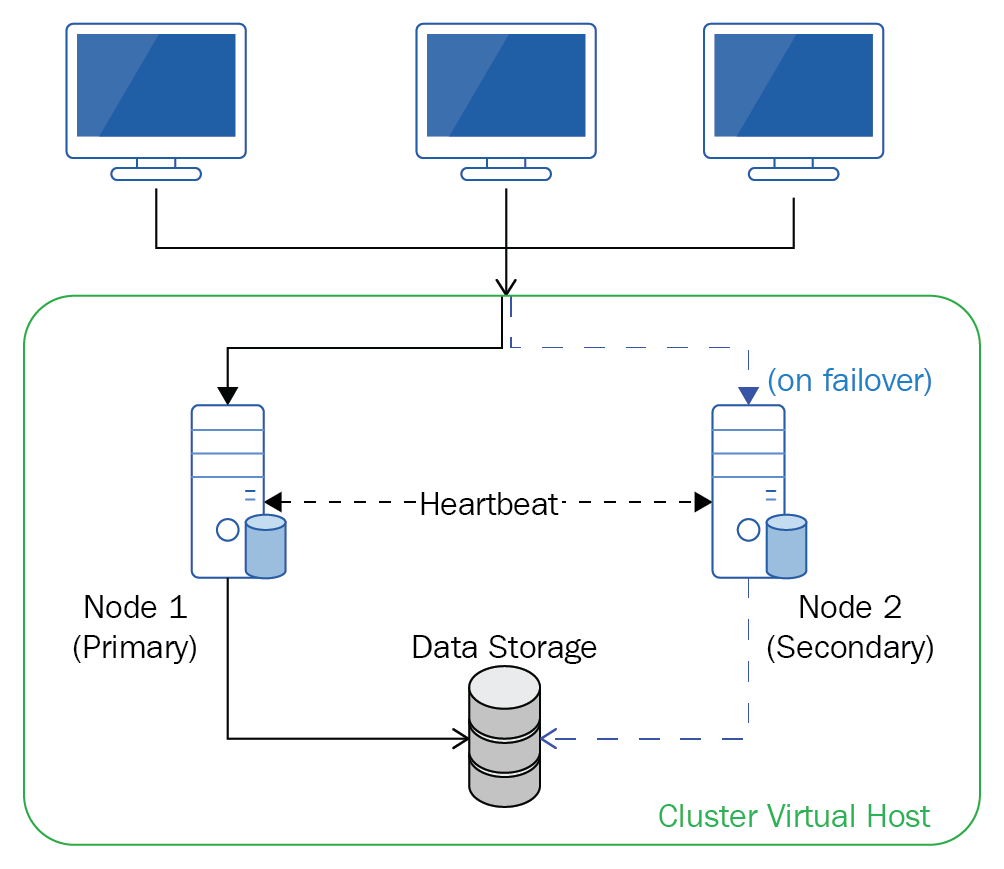 (on failover)
Heartbeat
Node 1
(Primary)
Node 2
(Secondary)
Data Storage
Cluster Virtual Host